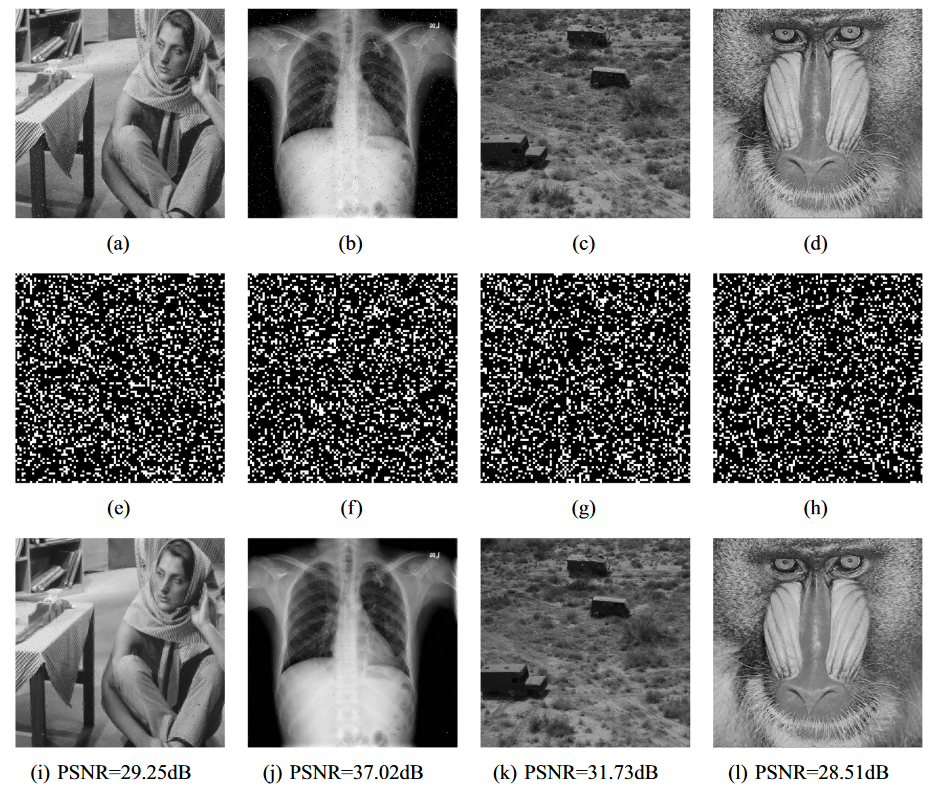 (a) (b) (c) (d)
(e) (f) (g) (h)
(i) PSNR=29.25dB (j) PSNR=37.02dB (k) PSNR=31.73dB (l) PSNR=28.51dB